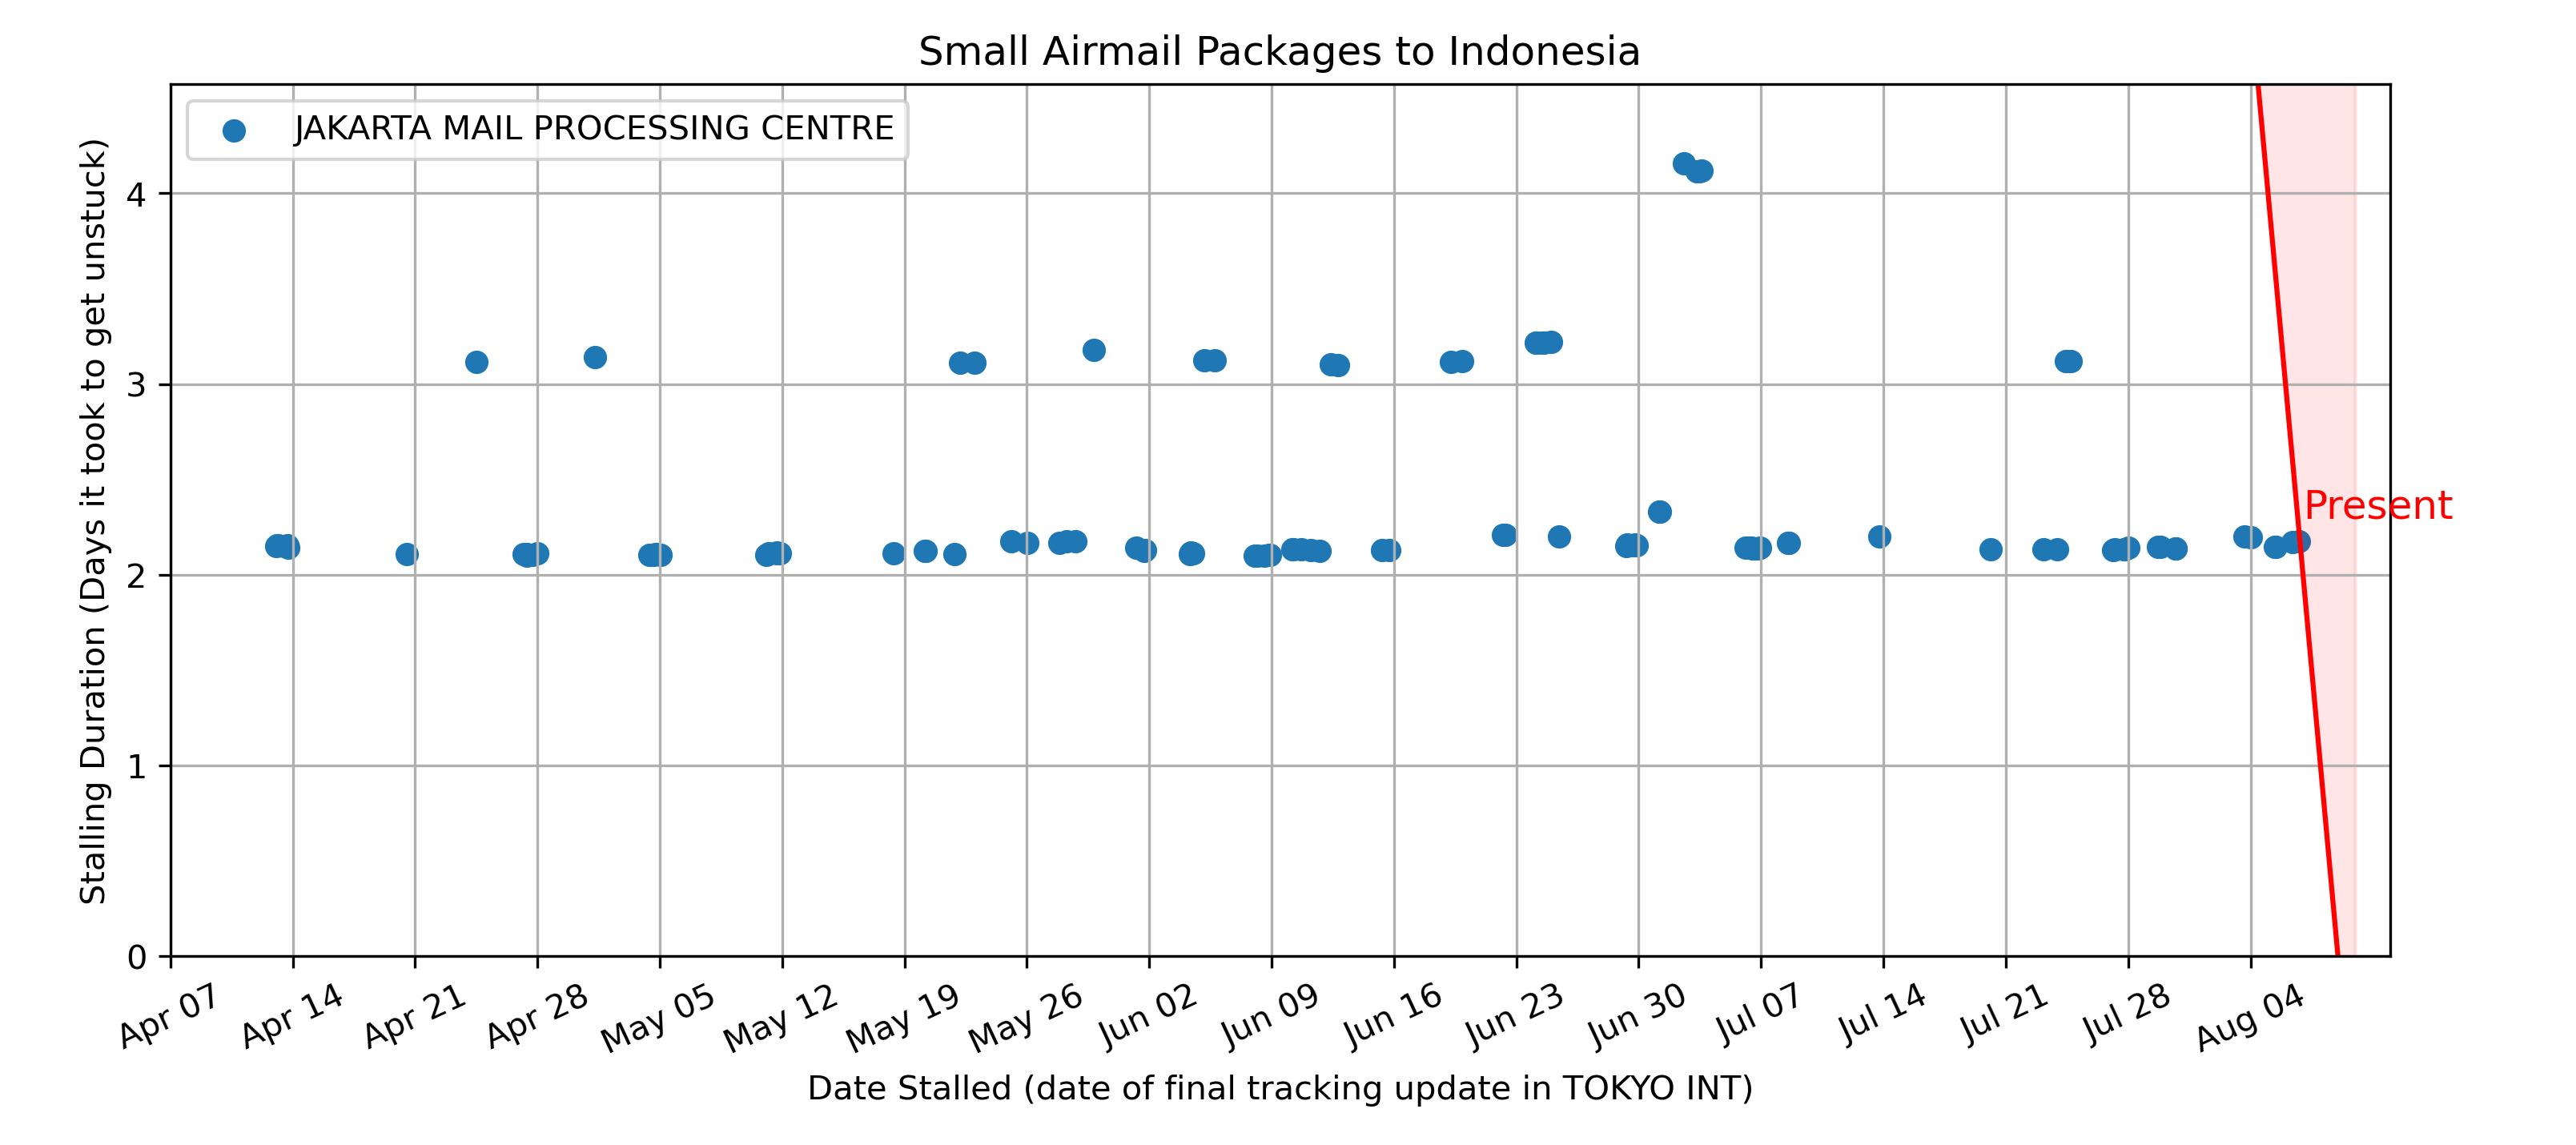 Small Airmail Packages to Indonesia
JAKARTA MAIL PROCESSING CENTRE
Stalling Duration (Days it took to get unstuck)
4
3
2
1
0
Present
Apr 07
Apr 14
Apr 21
Apr 28
May 05
May 12
May 19
May 26
Jun 02
Jun 09
Jun 16
Jun 23
Jun 30
Jul 07
Jul 14
Jul 21
Jul 28
Aug 04
Date Stalled (date of final tracking update in TOKYO INT)